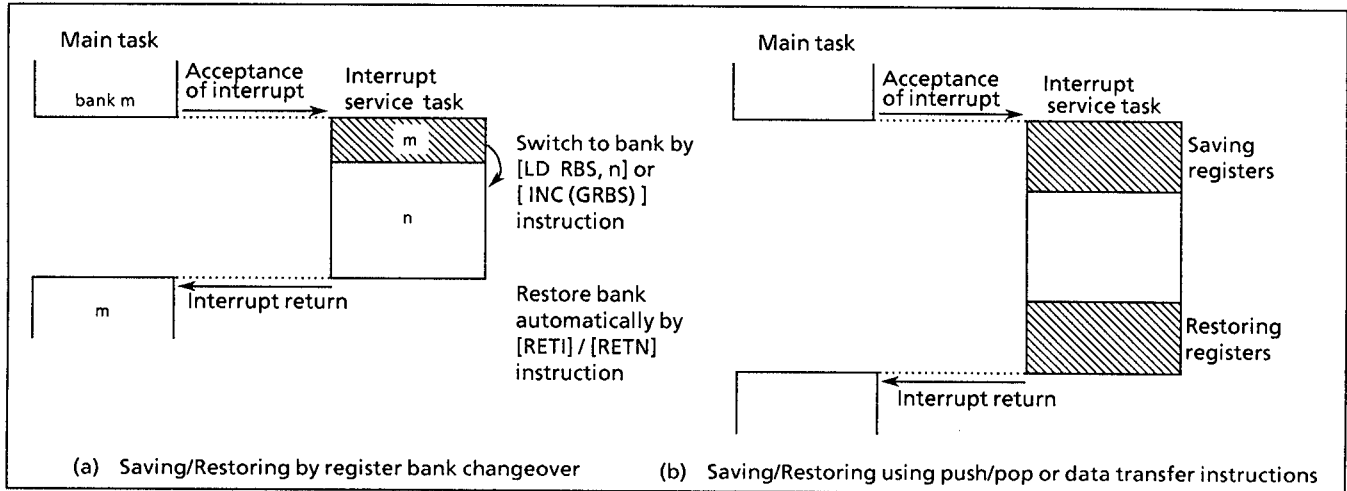 Main task
bank m
Acceptance
of interrupt
Interrupt
service task
m
n
Switch to bank by
[LD RBS, n] or
[ INC (GRBS) ]
instruction
Interrupt return
m
Restore bank
automatically by
[RETI] / [RETN]
instruction
(a) Saving/Restoring by register bank changeover
Main task
Acceptance
of interrupt
Interrupt
service task
Saving
registers
Restoring
registers
Interrupt return
(b) Saving/Restoring using push/pop or data transfer instructions